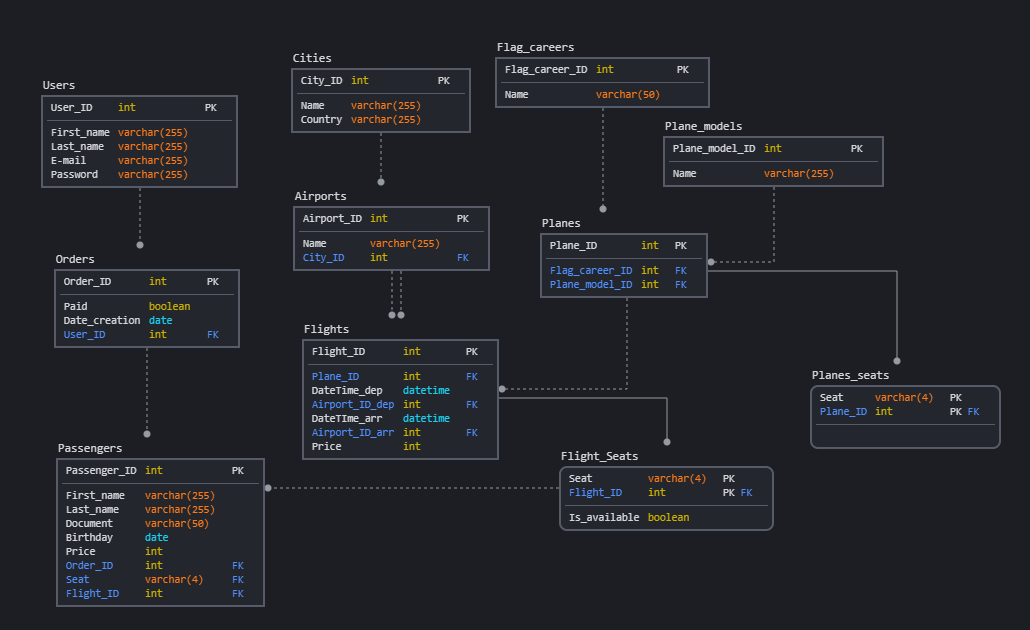 Users
User_ID int PK
First_name varchar(255)
Last_name varchar(255)
E-mail varchar(255)
Password varchar(255)
Cities
City_ID int PK
Name varchar(255)
Country varchar(255)
Flag_careers
Flag_career_ID int PK
Name varchar(50)
Plane_models
Plane_model_ID int PK
Name varchar(255)
Airports
Airport_ID int PK
Name varchar(255)
City_ID int FK
Planes
Plane_ID int PK
Flag_career_ID int FK
Plane_model_ID int FK
Orders
Order_ID int PK
Paid boolean
Date_creation date
User_ID int FK
Flights
Flight_ID int PK
Plane_ID int FK
DateTime_dep datetime
Airport_ID_dep int FK
DateTIme_arr datetime
Airport_ID_arr int FK
Price int
Planes_seats
Seat varchar(4) PK
Plane_ID int PK FK
Passengers
Passenger_ID int PK
First_name varchar(255)
Last_name varchar(255)
Document varchar(50)
Birthday date
Price int
Order_ID int FK
Seat varchar(4) FK
Flight_ID int FK
Flight_Seats
Seat varchar(4) PK
Flight_ID int PK FK
Is_available boolean